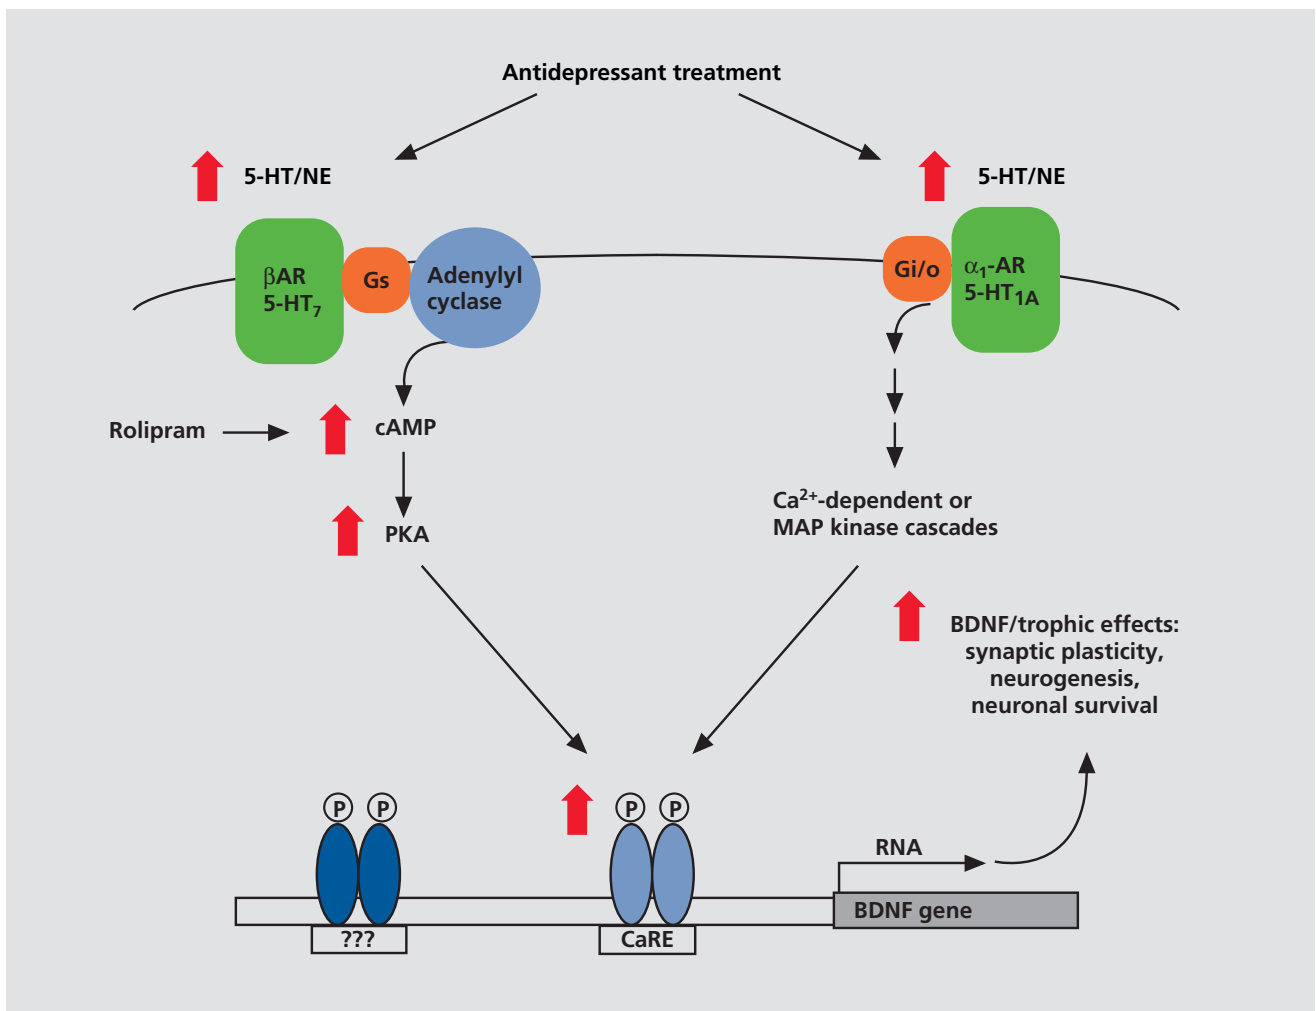 Antidepressant treatment
5-HT/NE
5-HT/NE
βAR
5-HT7
Gs
Adenylyl
cyclase
Gi/o
α1-AR
5-HT1A
Rolipram
cAMP
PKA
Ca2+-dependent or
MAP kinase cascades
BDNF/trophic effects:
synaptic plasticity,
neurogenesis,
neuronal survival
P
P
P
P
RNA
BDNF gene
???
CaRE